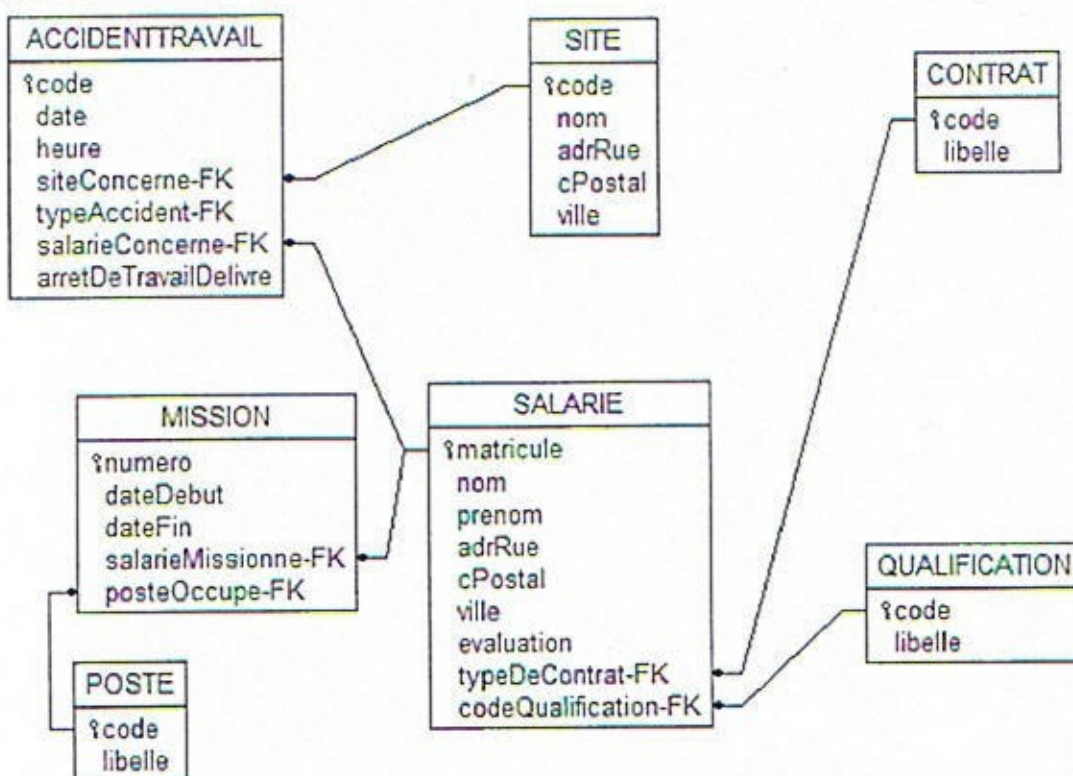 ACCIDENTTRAVAIL
code
date
heure
siteConcerne-FK
typeAccident-FK
salarieConcerne-FK
arretDeTravailDelivre
SITE
code
nom
adrRue
cPostal
ville
CONTRAT
code
libelle
MISSION
numero
dateDebut
dateFin
salarieMissionne-FK
posteOccupe-FK
SALARIE
matricule
nom
prenom
adrRue
cPostal
ville
evaluation
typeDeContrat-FK
codeQualification-FK
QUALIFICATION
code
libelle
POSTE
code
libelle